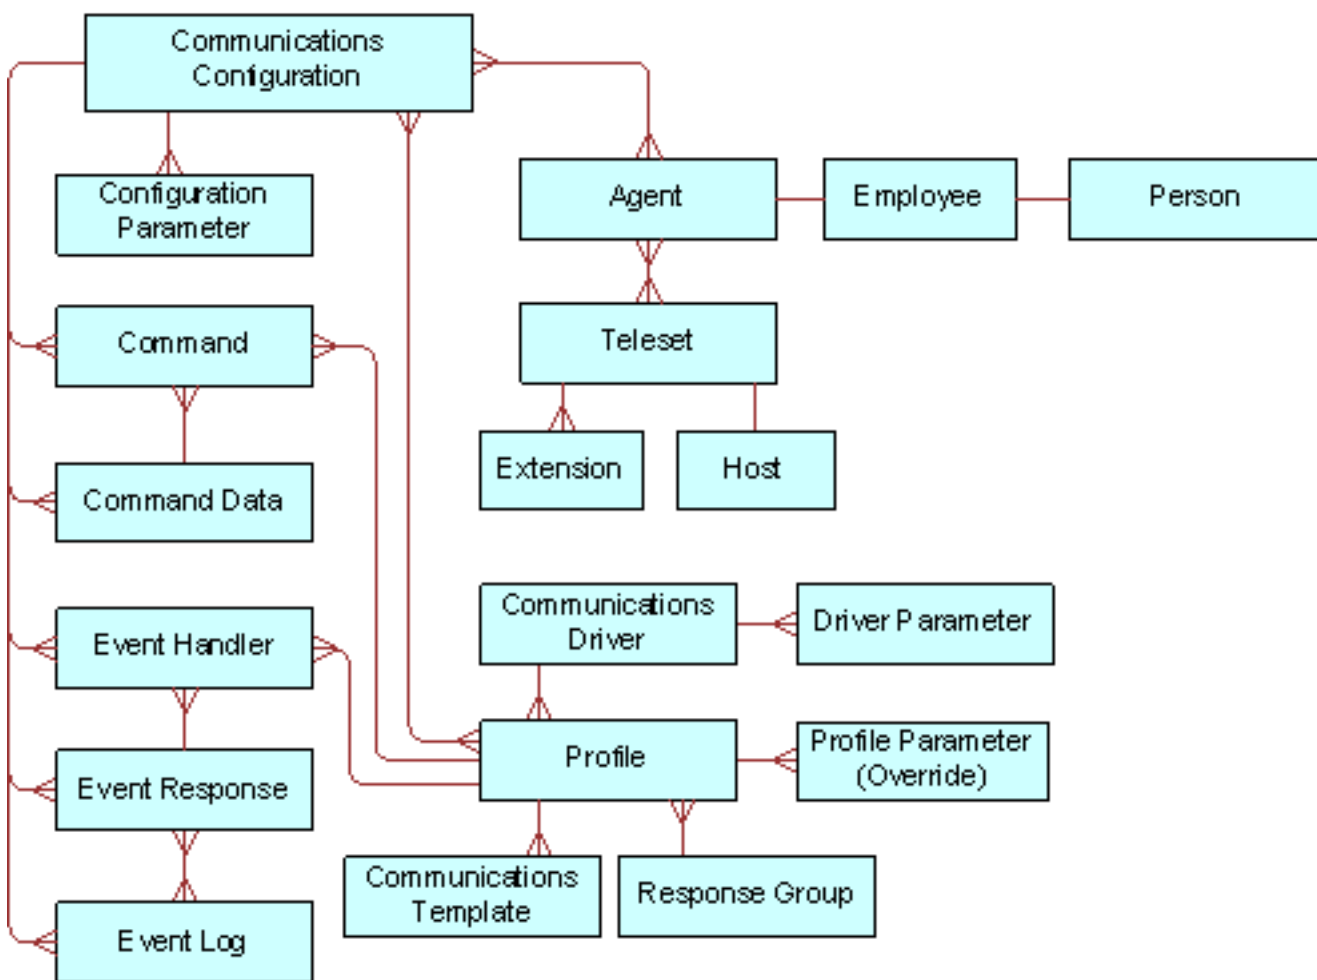 Communications
Configuration
Configuration
Parameter
Agent
Employee
Person
Command
Teleset
Extension
Host
Command Data
Communications
Driver
Driver Parameter
Event Handler
Profile
Profile Parameter
(Override)
Event Response
Communications
Template
Response Group
Event Log